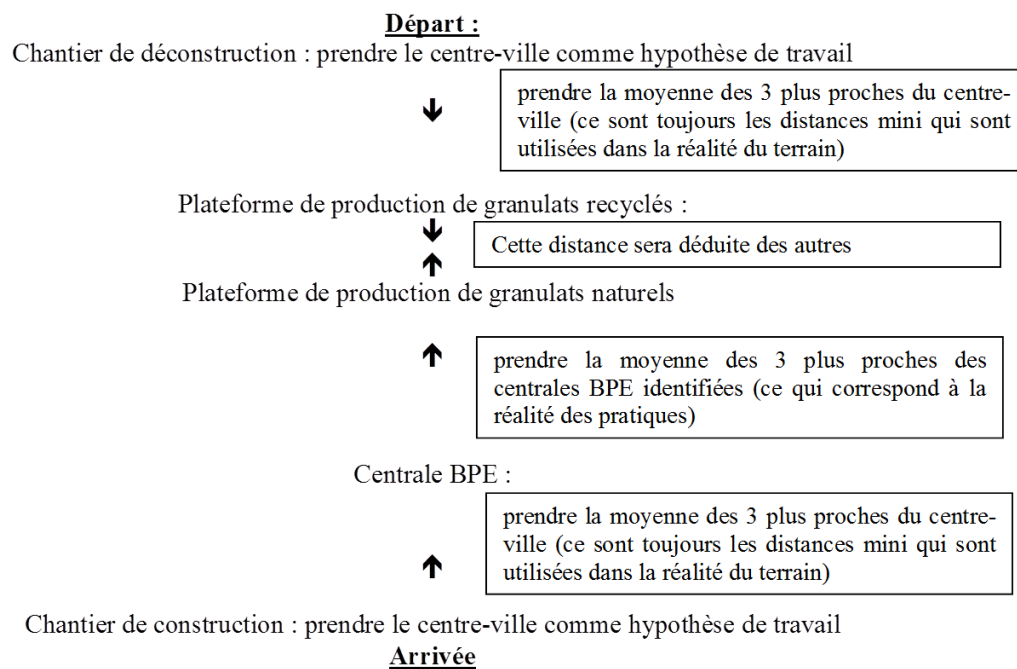 Départ :
Chantier de déconstruction : prendre le centre-ville comme hypothèse de travail
prendre la moyenne des 3 plus proches du centre-
ville (ce sont toujours les distances mini qui sont
utilisées dans la réalité du terrain)
Plateforme de production de granulats recyclés :
Cette distance sera déduite des autres
Plateforme de production de granulats naturels
prendre la moyenne des 3 plus proches des
centrales BPE identifiées (ce qui correspond à la
réalité des pratiques)
Centrale BPE :
prendre la moyenne des 3 plus proches du centre-
ville (ce sont toujours les distances mini qui sont
utilisées dans la réalité du terrain)
Chantier de construction : prendre le centre-ville comme hypothèse de travail
Arrivée